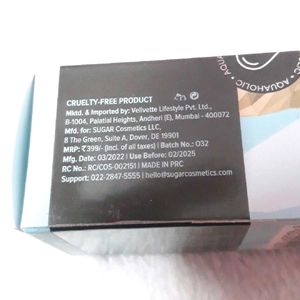 CRUELTY-FREE PRODUCT
Mktd. & Imported by: Vellvette Lifestyle Pvt. Ltd.,
B-1004, Palatial Heights, Andheri (E), Mumbai - 400072
Mfd. for: SUGAR Cosmetics LLC,
8 The Green, Suite A, Dover, DE 19901
MRP: ₹399/- (Incl. of all taxes) | Batch No.: 032
Mfg. Date: 03/2022 | Use Before: 02/2025
RC No.: RC/COS-002151 | MADE IN PRC
Support: 022-2847-5555 | hello@sugarcosmetics.com
AQUAHOLIC